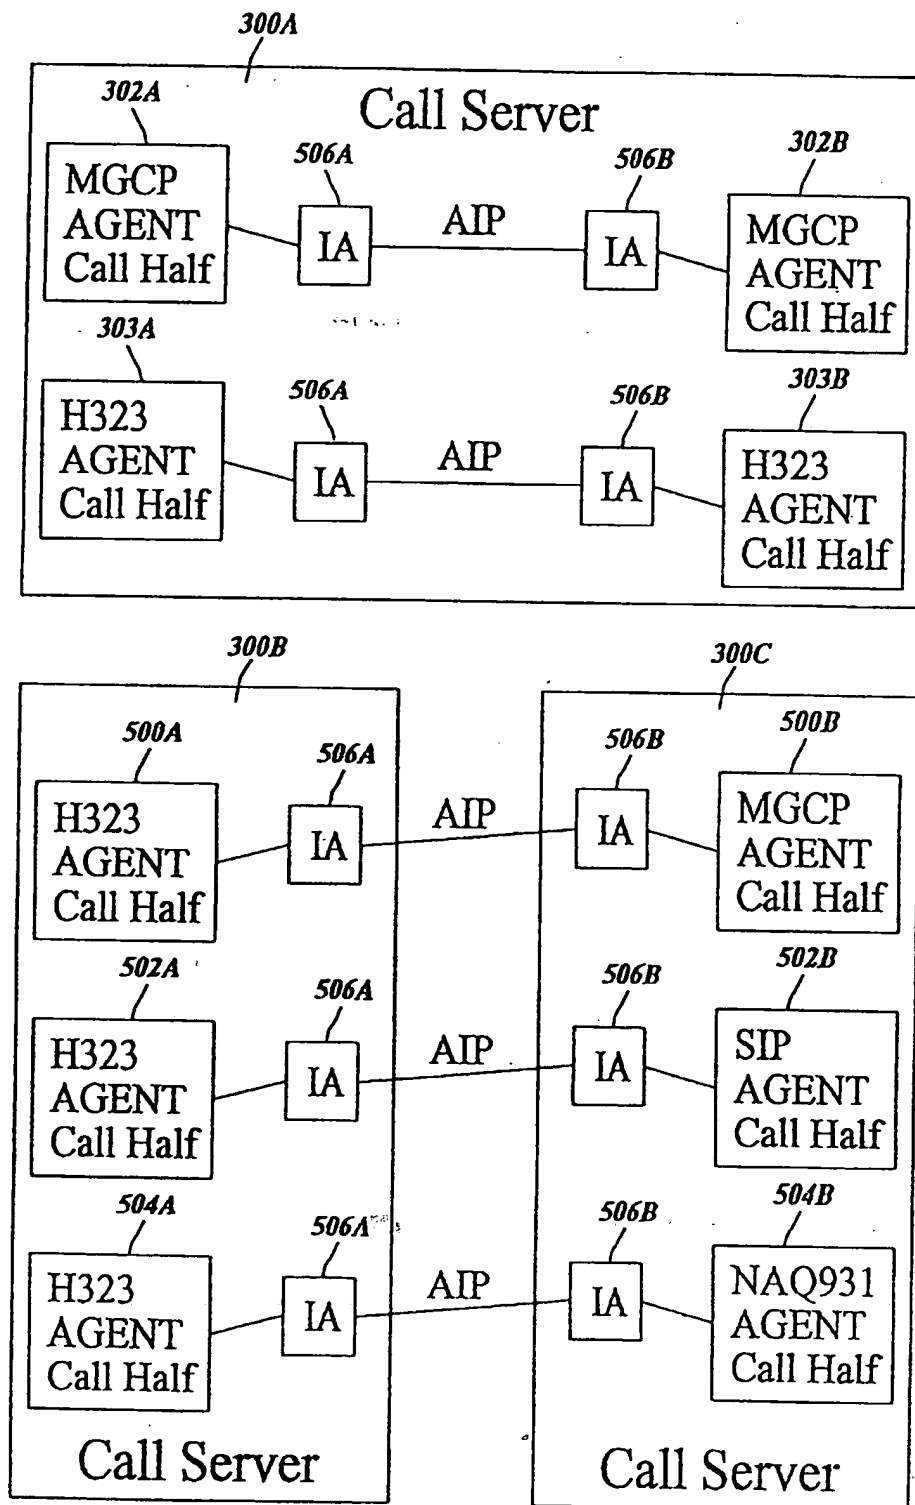 300A
Call Server
302A
506A
506B
302B
MGCP
AGENT
Call Half
IA
AIP
IA
MGCP
AGENT
Call Half
303A
506A
506B
303B
H323
AGENT
Call Half
IA
AIP
IA
H323
AGENT
Call Half
300B
300C
500A
506A
506B
500B
H323
AGENT
Call Half
IA
AIP
IA
MGCP
AGENT
Call Half
502A
506A
506B
502B
H323
AGENT
Call Half
IA
AIP
IA
SIP
AGENT
Call Half
504A
506A
506B
504B
H323
AGENT
Call Half
IA
AIP
IA
NAQ931
AGENT
Call Half
Call Server
Call Server